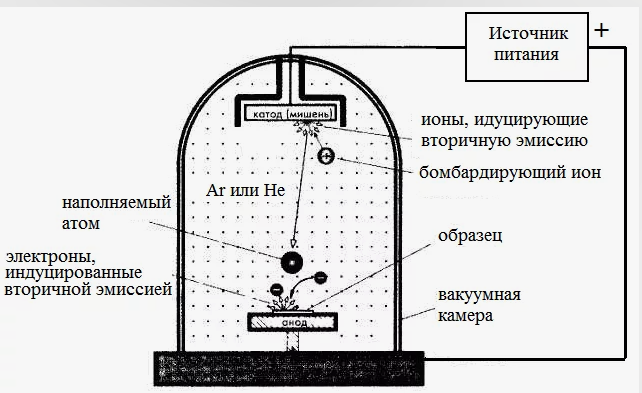 Источник
питания
+
катод (мишень)
ионы, идуцирующие
вторичную эмиссию
+
бомбардирующий ион
Ar или He
наполняемый
атом
образец
электроны,
индуцированные
вторичной эмиссией
−
−
вакуумная
камера
анод